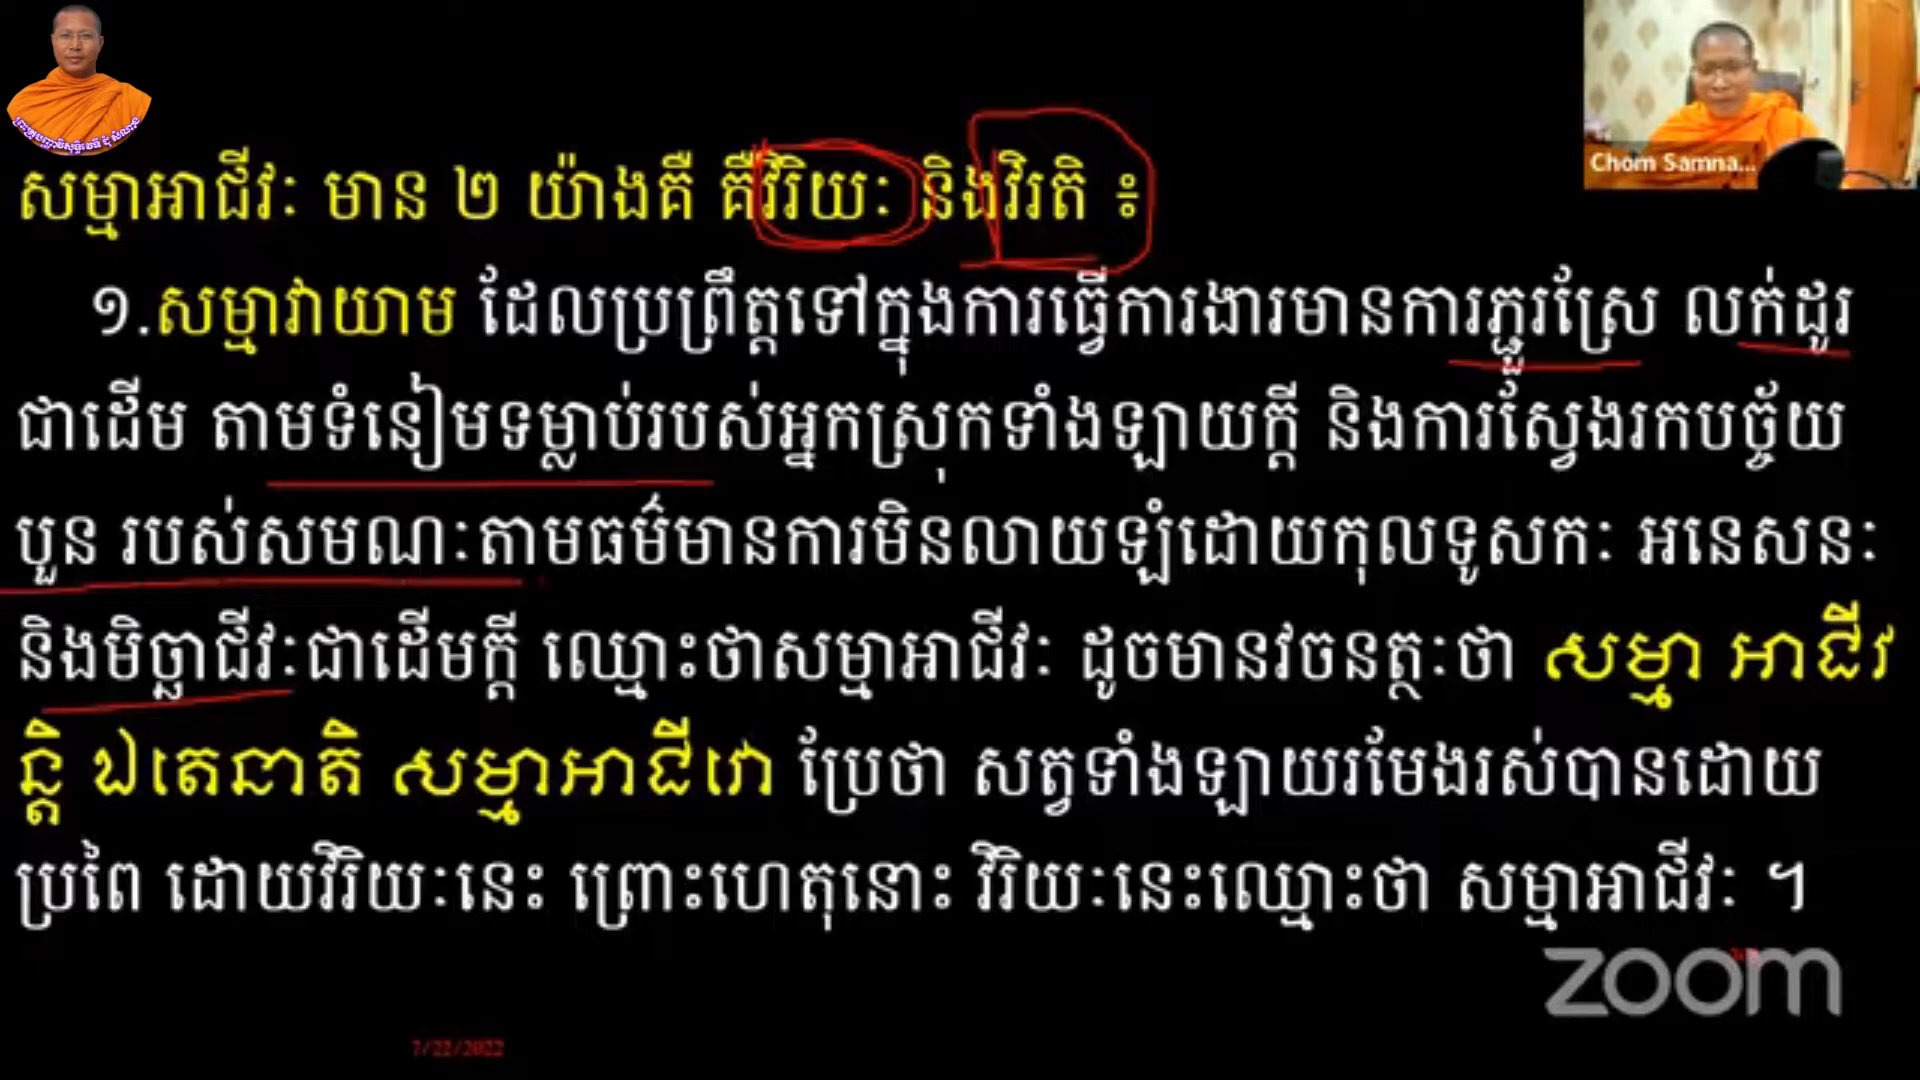 Chom Samna...
សម្មាអាជីវៈ មាន ២ យ៉ាងគឺ គឺវិរិយៈ និងវិរតិ ៖
១.សម្មាវាយាម ដែលប្រព្រឹត្តទៅក្នុងការធ្វើការងារមានការភ្ជួរស្រែ លក់ដូរ
ជាដើម តាមទំនៀមទម្លាប់របស់អ្នកស្រុកទាំងឡាយក្តី និងការស្វែងរកបច្ច័យ
បួន របស់សមណៈតាមធម៌មានការមិនលាយឡំដោយកុលទូសកៈ អនេសនៈ
និងមិច្ឆាជីវៈជាដើមក្តី ឈ្មោះថាសម្មាអាជីវៈ ដូចមានវចនត្ថៈថា សម្មា អាជីវ
ន្តិ ឯតេនាតិ សម្មាអាជីវោ ប្រែថា សត្វទាំងឡាយរមែងរស់បានដោយ
ប្រពៃ ដោយវិរិយៈនេះ ព្រោះហេតុនោះ វិរិយៈនេះឈ្មោះថា សម្មាអាជីវៈ ។
zoom
7/22/2022